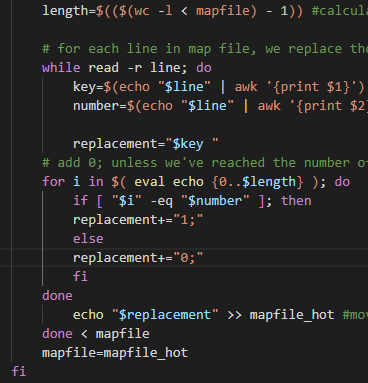 length=$(($(wc -l < mapfile) - 1)) #calcula
# for each line in map file, we replace the
while read -r line; do
key=$(echo "$line" | awk '{print $1}')
number=$(echo "$line" | awk '{print $2}
replacement="$key "
# add 0; unless we've reached the number of
for i in $( eval echo {0..$length} ); do
if [ "$i" -eq "$number" ]; then
replacement+="1;"
else
replacement+="0;"
fi
done
echo "$replacement" >> mapfile_hot #mov
done < mapfile
mapfile=mapfile_hot
fi